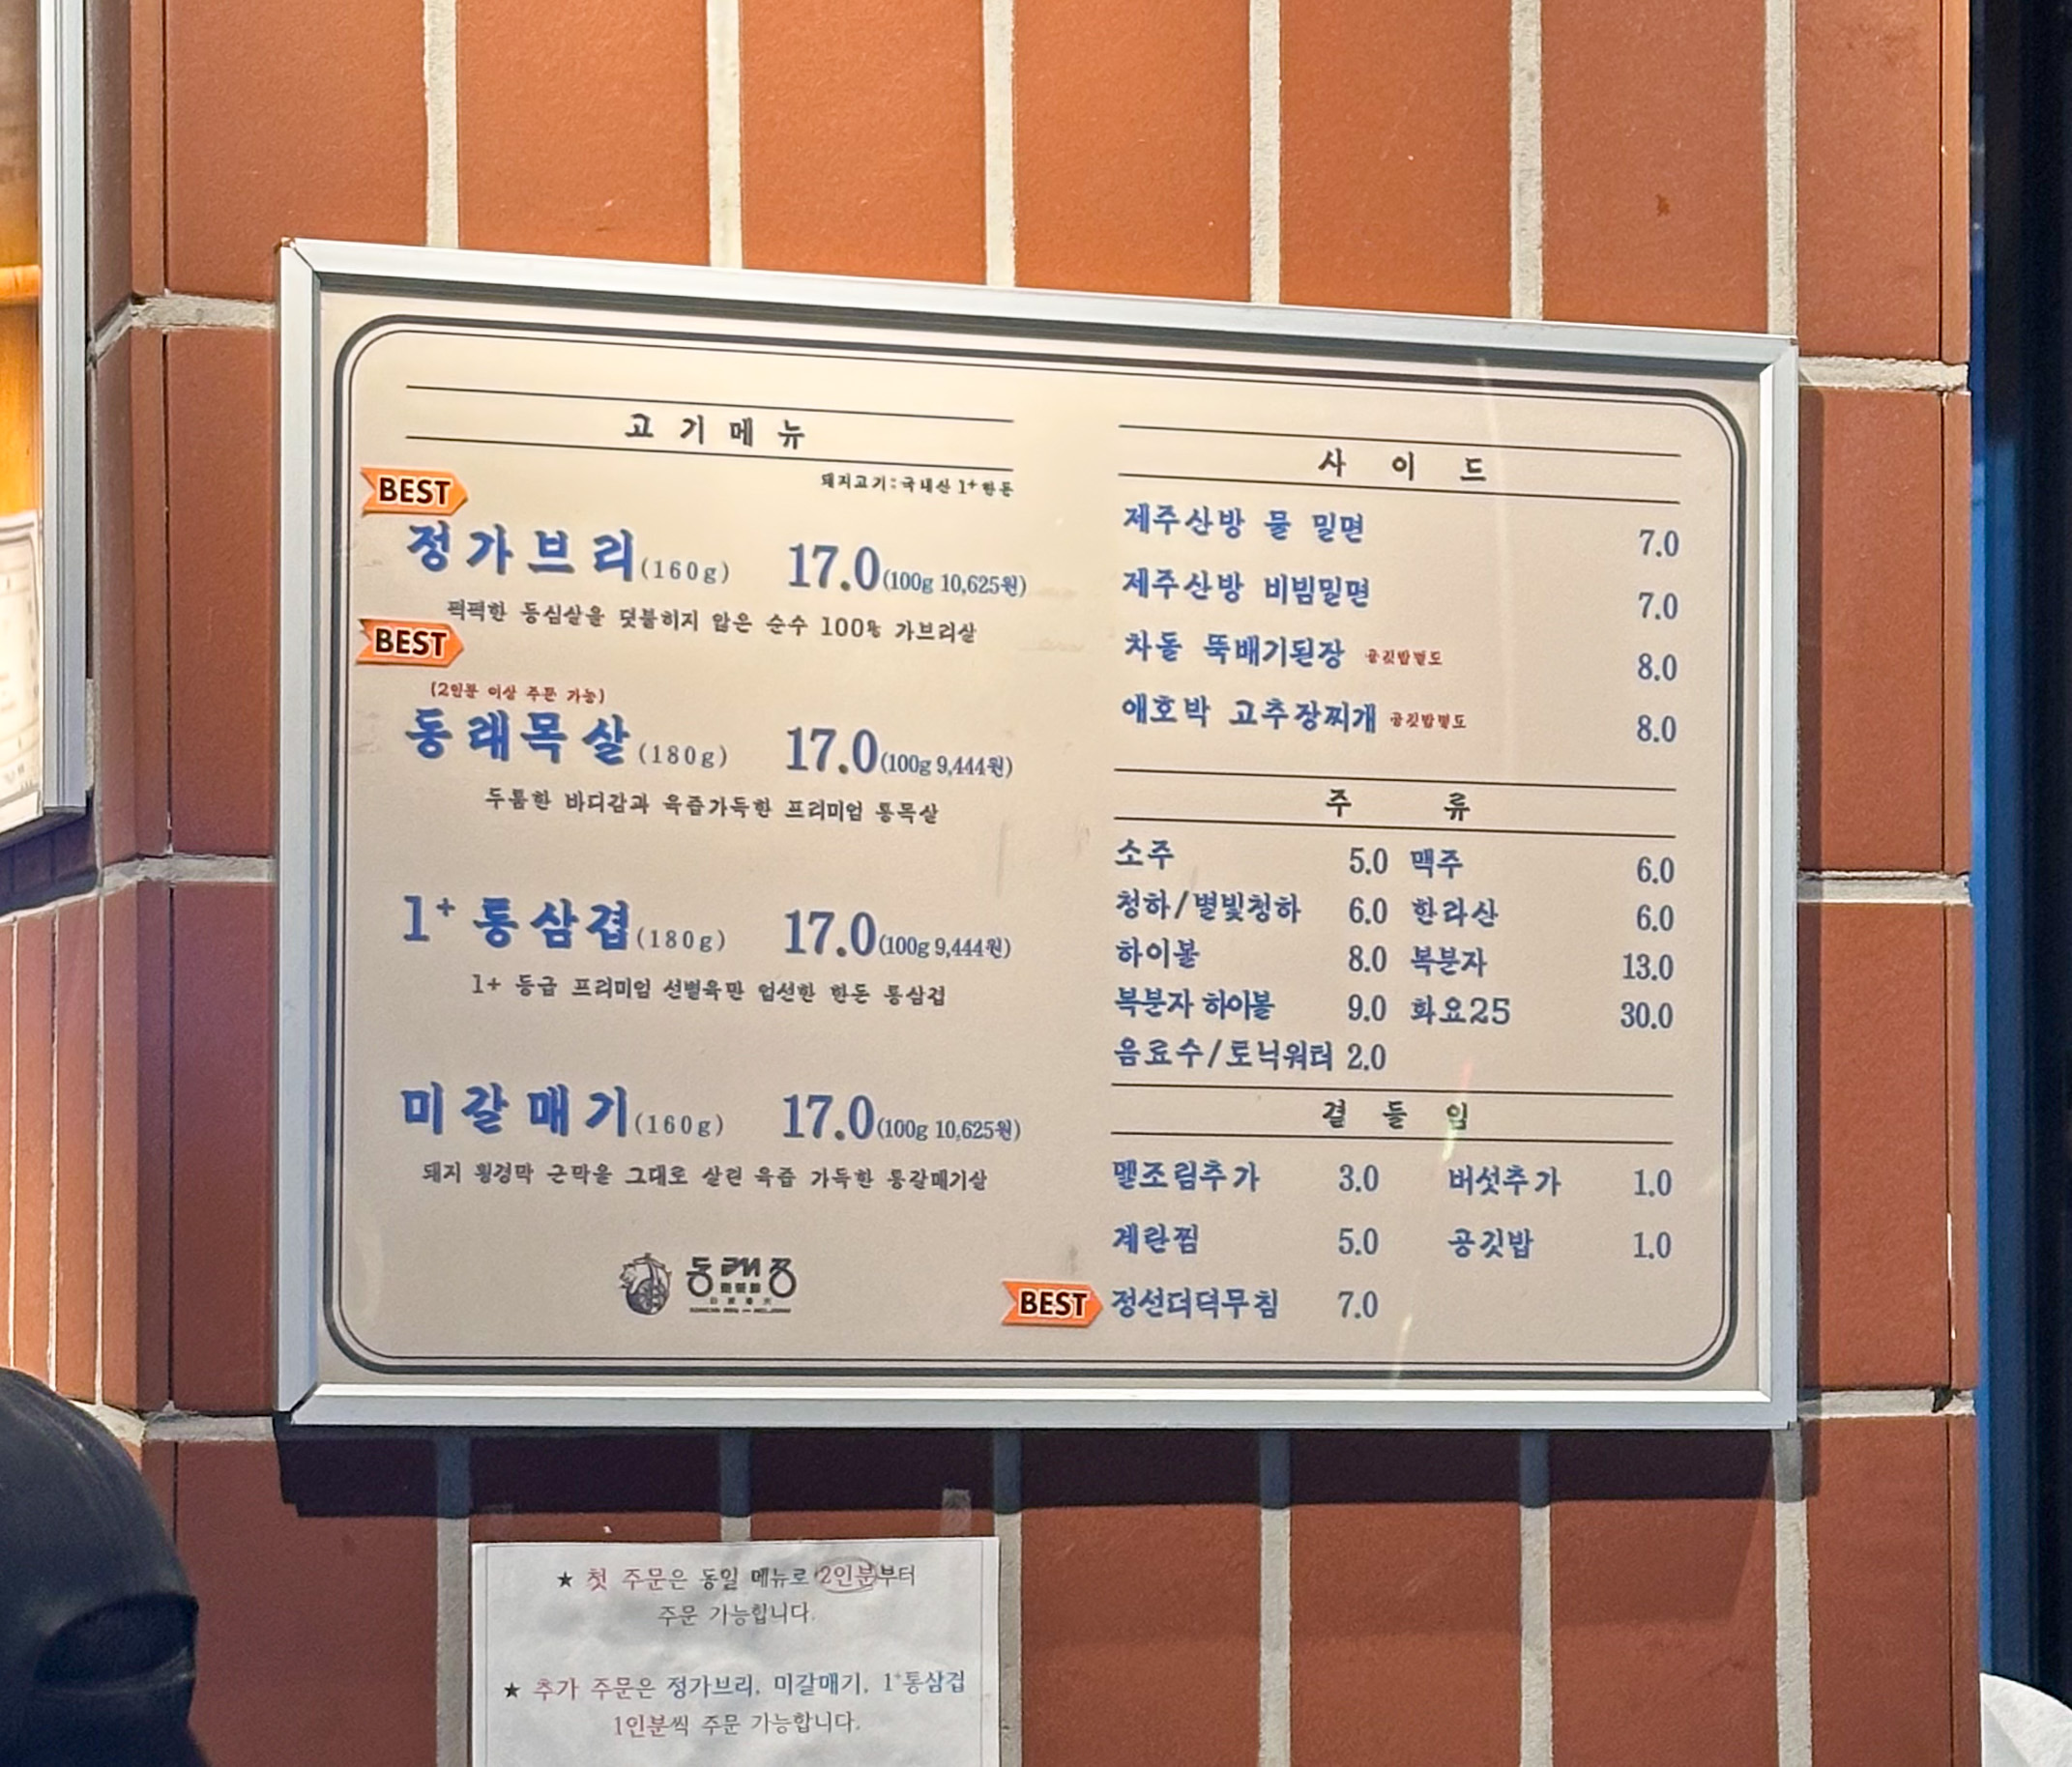 고기메뉴
돼지고기:국내산 1+한돈
BEST
정가브리(160g) 17.0(100g 10,625원)
퍽퍽한 등심살을 덧붙히지 않은 순수 100% 가브리살
BEST
(2인분 이상 주문 가능)
동래목살(180g) 17.0(100g 9,444원)
두툼한 바디감과 육즙가득한 프리미엄 통목살
1+통삼겹(180g) 17.0(100g 9,444원)
1+ 등급 프리미엄 선별육만 엄선한 한돈 통삼겹
미갈매기(160g) 17.0(100g 10,625원)
돼지 횡경막 근막을 그대로 살린 육즙 가득한 통갈매기살
동래정
사이드
제주산방 물 밀면 7.0
제주산방 비빔밀면 7.0
차돌 뚝배기된장 공깃밥별도 8.0
애호박 고추장찌개 공깃밥별도 8.0
주류
소주 5.0 맥주 6.0
청하/별빛청하 6.0 한라산 6.0
하이볼 8.0 복분자 13.0
복분자 하이볼 9.0 화요25 30.0
음료수/토닉워터 2.0
곁들임
멜조림추가 3.0 버섯추가 1.0
계란찜 5.0 공깃밥 1.0
BEST 정선더덕무침 7.0
★ 첫 주문은 동일 메뉴로 2인분부터
주문 가능합니다.
★ 추가 주문은 정가브리, 미갈매기, 1+통삼겹
1인분씩 주문 가능합니다.